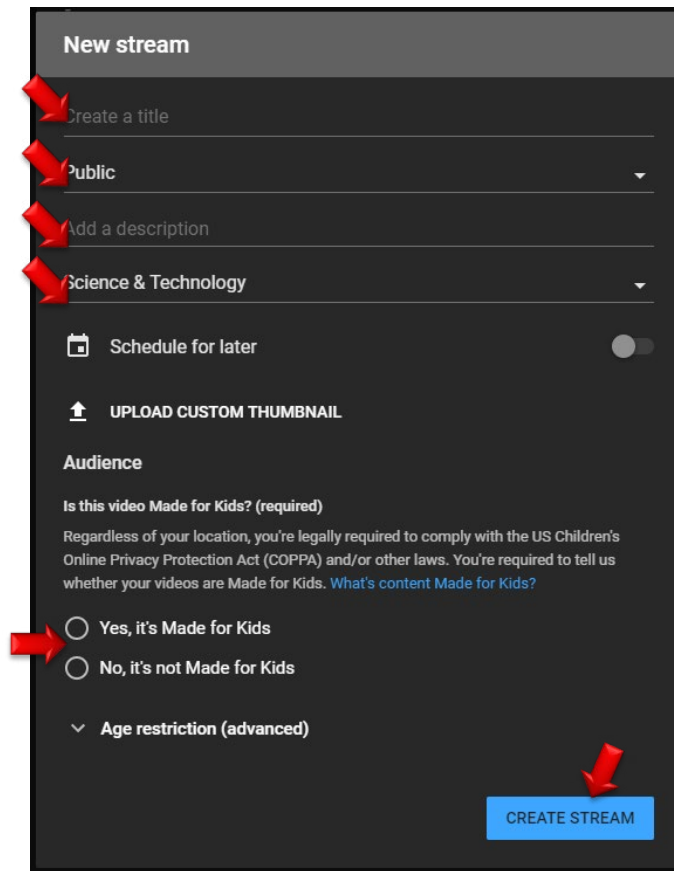 New stream
Create a title
Public
Add a description
Science & Technology
Schedule for later
UPLOAD CUSTOM THUMBNAIL
Audience
Is this video Made for Kids? (required)
Regardless of your location, you're legally required to comply with the US Children's
Online Privacy Protection Act (COPPA) and/or other laws. You're required to tell us
whether your videos are Made for Kids. What's content Made for Kids?
Yes, it's Made for Kids
No, it's not Made for Kids
Age restriction (advanced)
CREATE STREAM